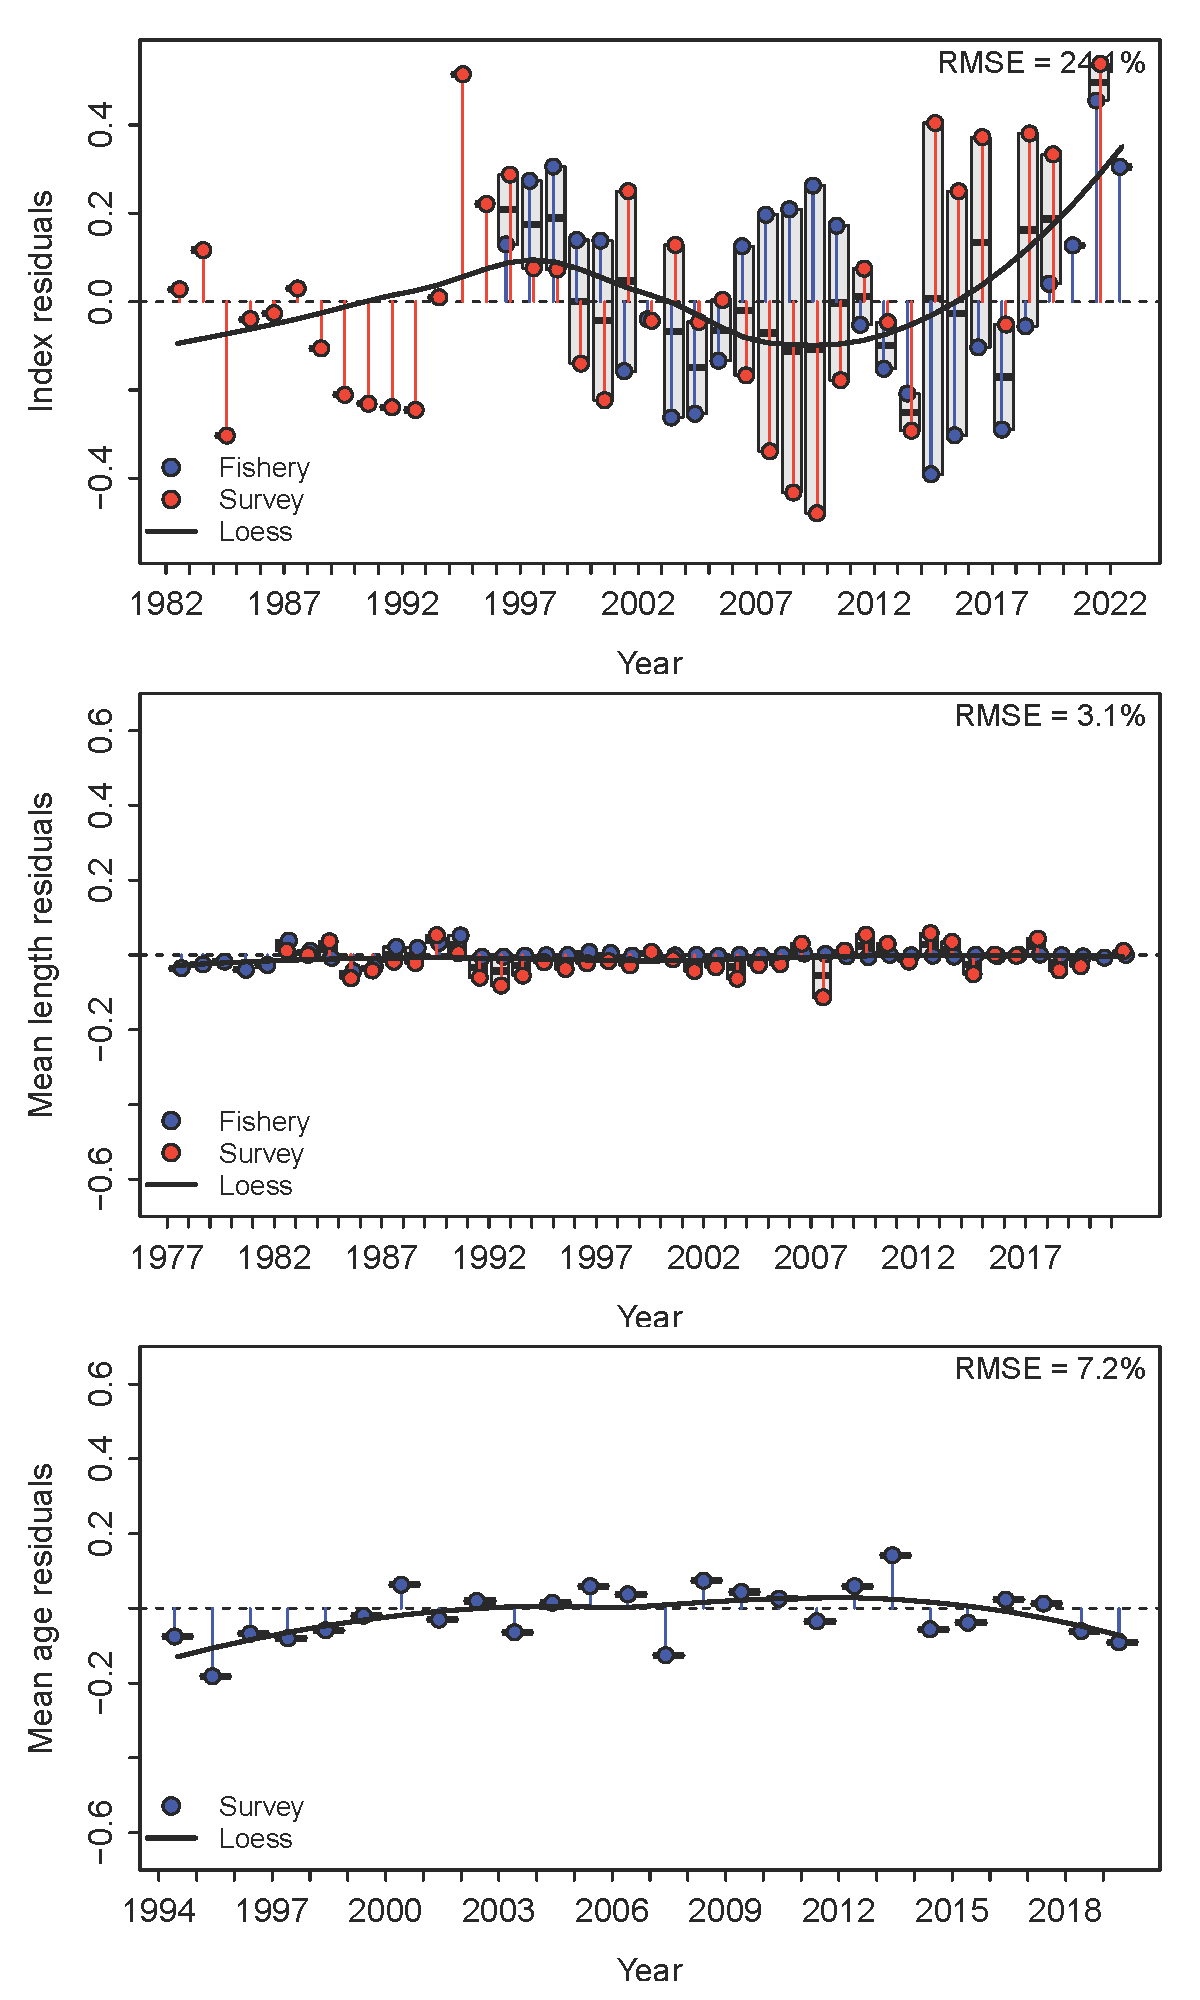 RMSE = 24.1%
Index residuals
0.4
0.2
0.0
−0.4
Fishery
Survey
Loess
1982 1987 1992 1997 2002 2007 2012 2017 2022
Year
RMSE = 3.1%
Mean length residuals
0.6
0.4
0.2
−0.2
−0.6
Fishery
Survey
Loess
1977 1982 1987 1992 1997 2002 2007 2012 2017
Year
RMSE = 7.2%
Mean age residuals
0.6
0.4
0.2
−0.2
−0.6
Survey
Loess
1994 1997 2000 2003 2006 2009 2012 2015 2018
Year